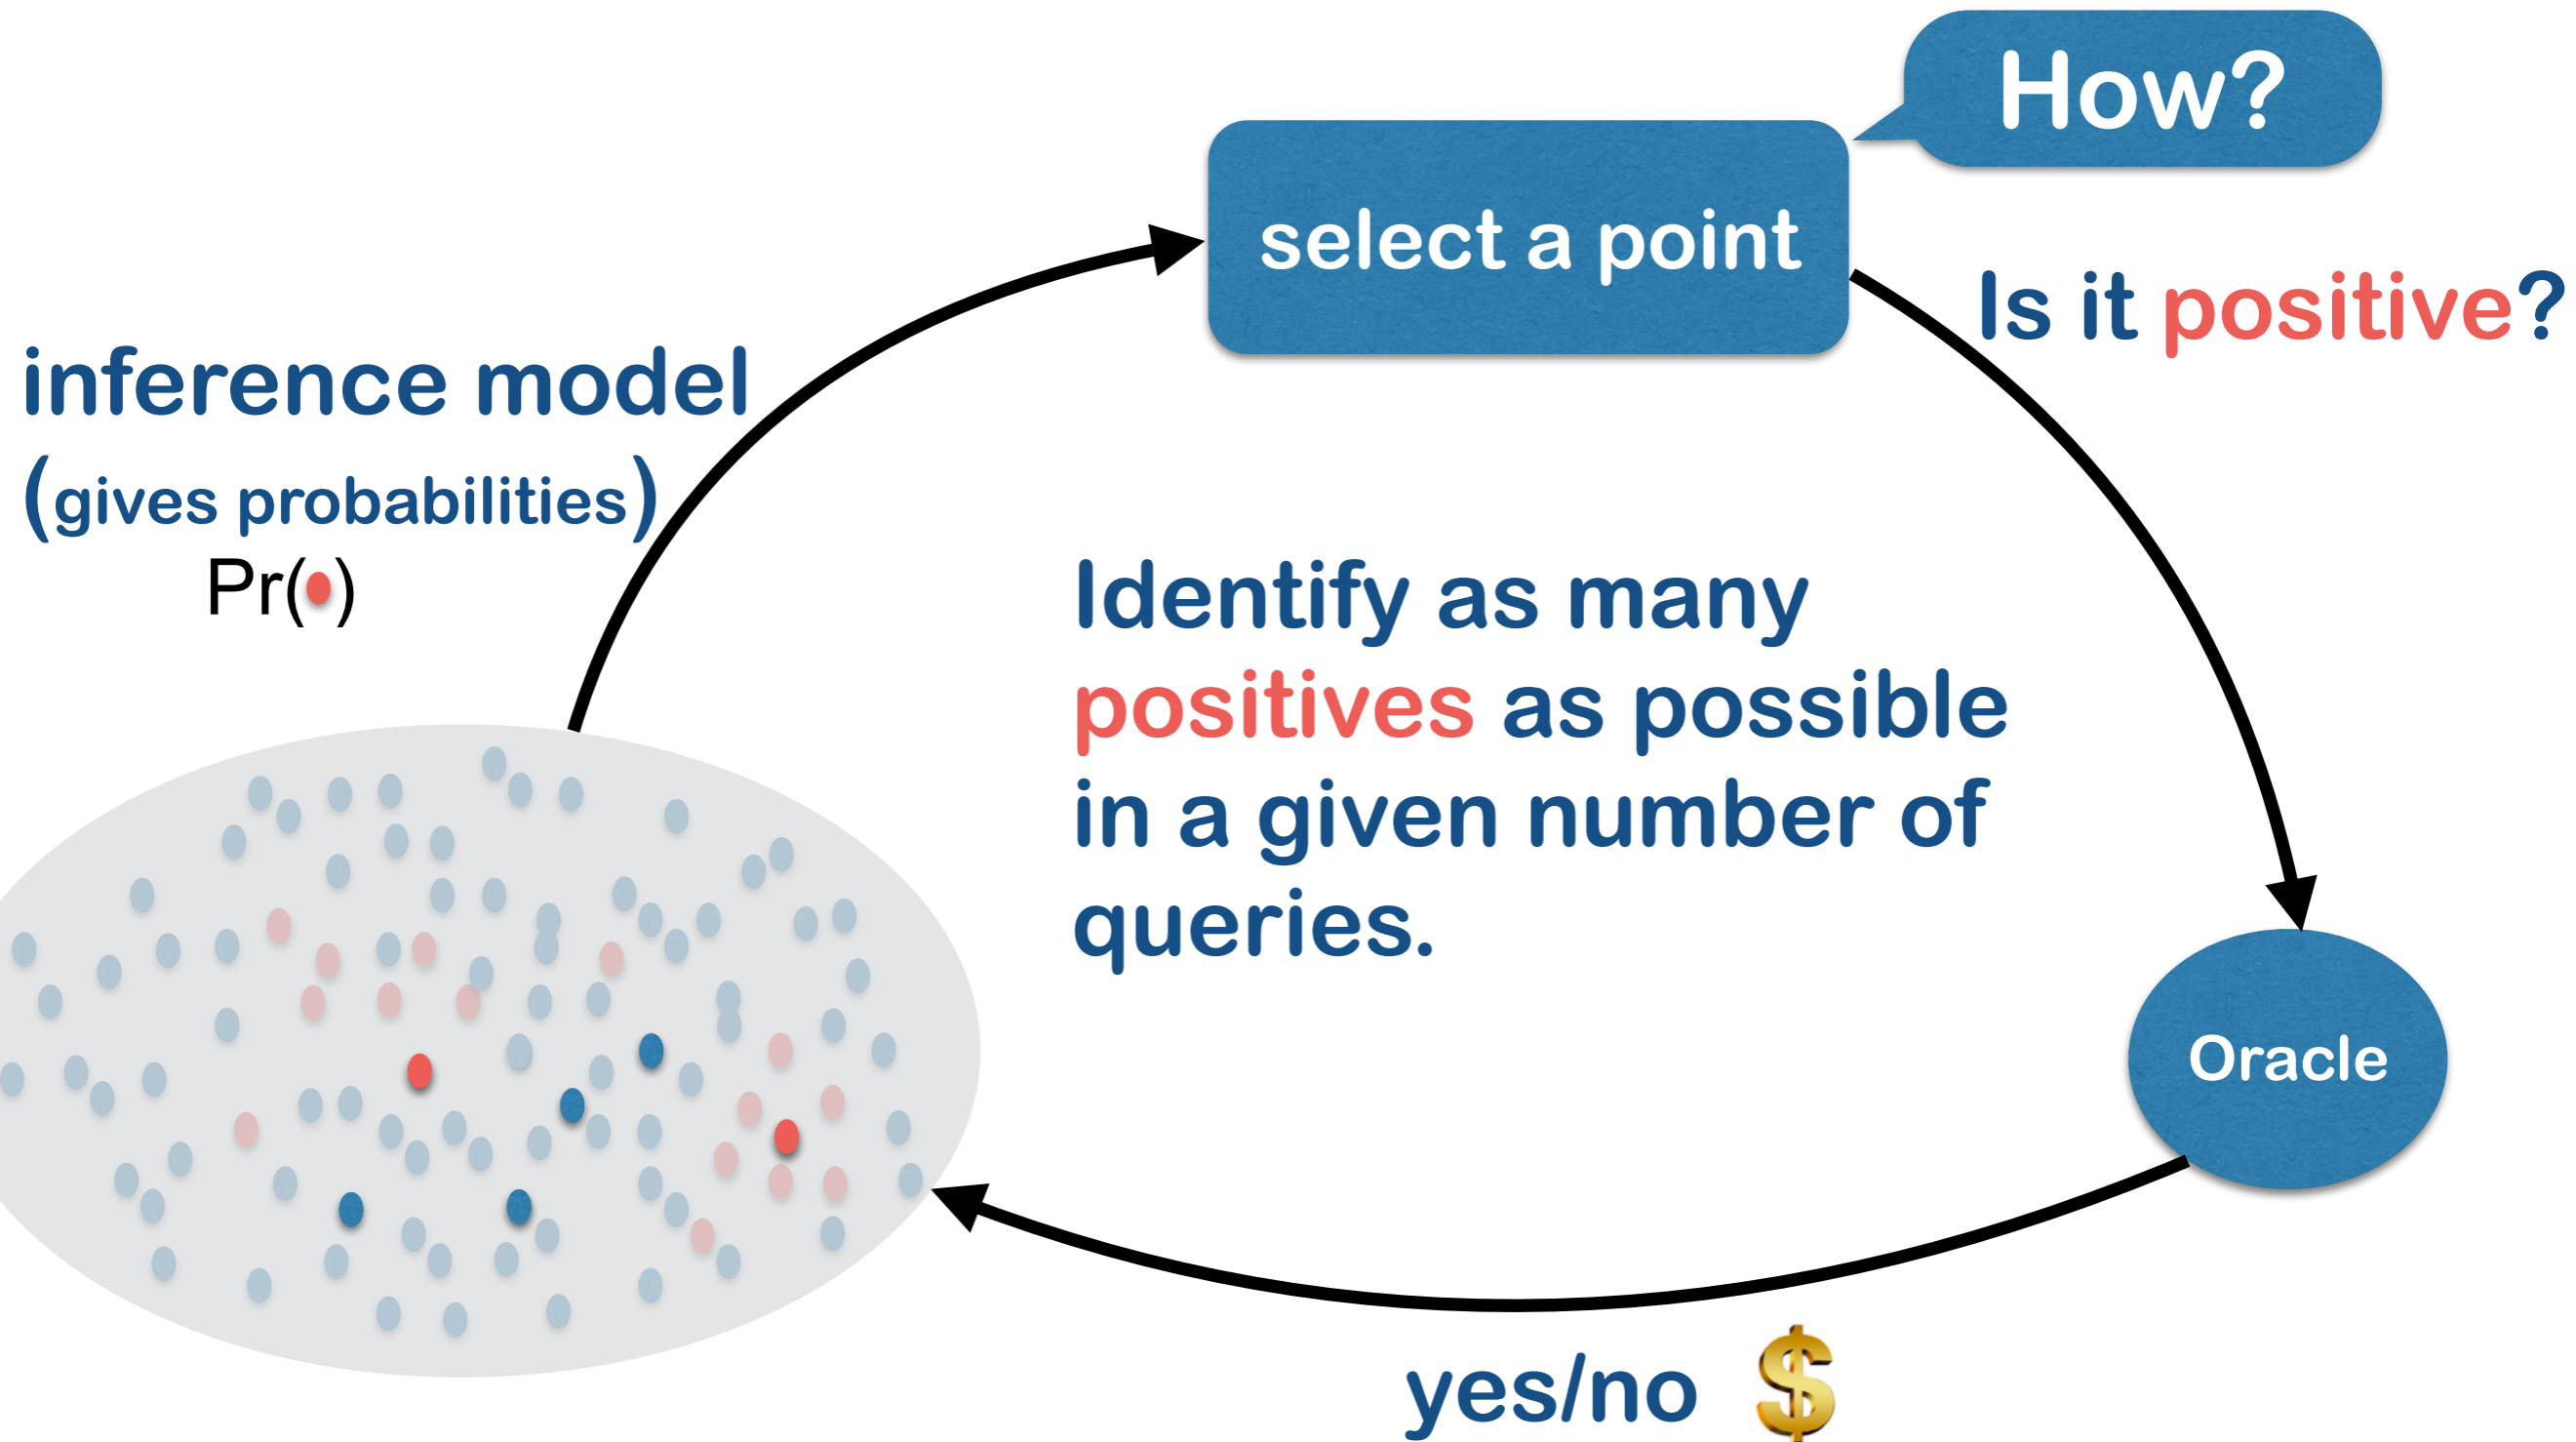 How?
select a point
Is it positive?
inference model
(gives probabilities)
Pr( )
Identify as many
positives as possible
in a given number of
queries.
Oracle
yes/no $